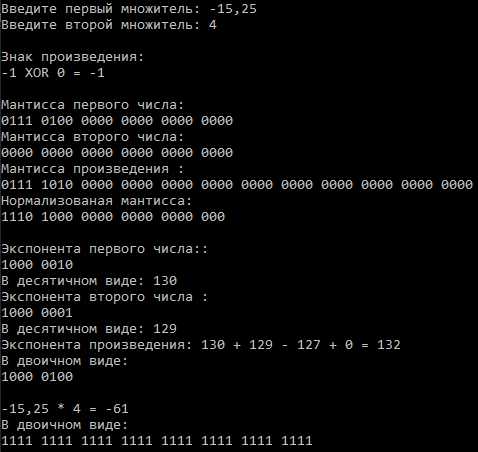 Введите первый множитель: -15,25
Введите второй множитель: 4
Знак произведения:
-1 XOR 0 = -1
Мантисса первого числа:
0111 0100 0000 0000 0000 0000
Мантисса второго числа:
0000 0000 0000 0000 0000 0000
Мантисса произведения :
0111 1010 0000 0000 0000 0000 0000 0000 0000 0000 0000 0000
Нормализованая мантисса:
1110 1000 0000 0000 0000 000
Экспонента первого числа::
1000 0010
В десятичном виде: 130
Экспонента второго числа :
1000 0001
В десятичном виде: 129
Экспонента произведения: 130 + 129 - 127 + 0 = 132
В двоичном виде:
1000 0100
-15,25 * 4 = -61
В двоичном виде:
1111 1111 1111 1111 1111 1111 1111 1111